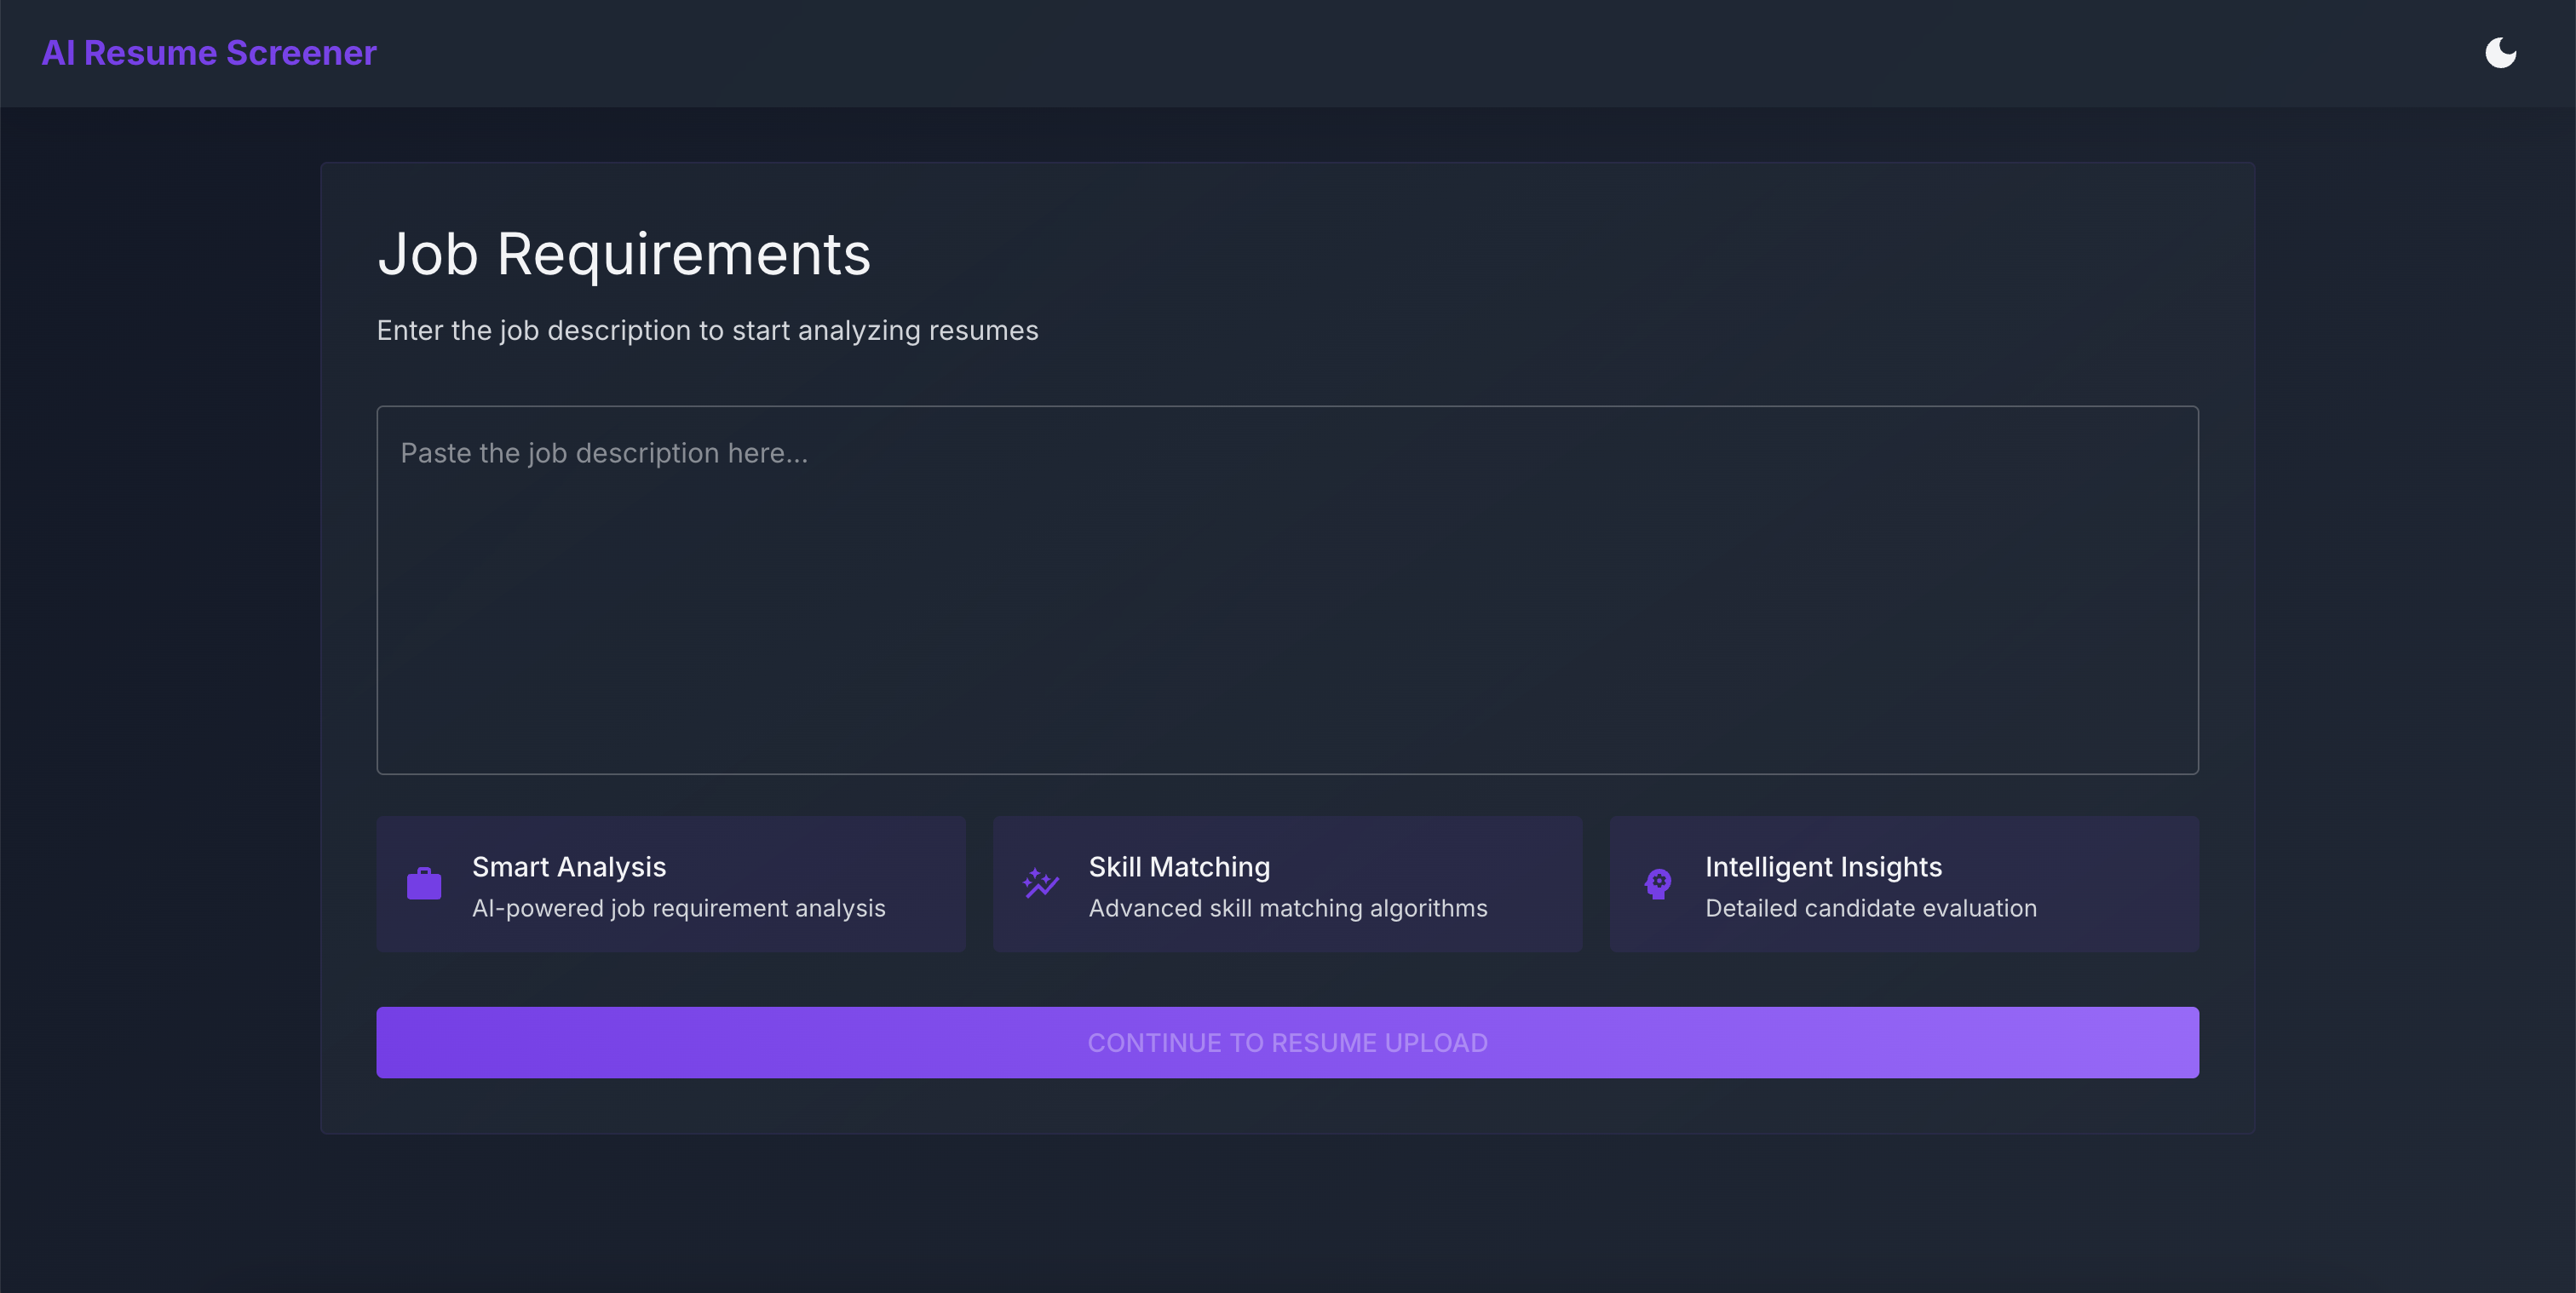 AI Resume Screener
Job Requirements
Enter the job description to start analyzing resumes
Paste the job description here...
Smart Analysis
AI-powered job requirement analysis
Skill Matching
Advanced skill matching algorithms
Intelligent Insights
Detailed candidate evaluation
CONTINUE TO RESUME UPLOAD